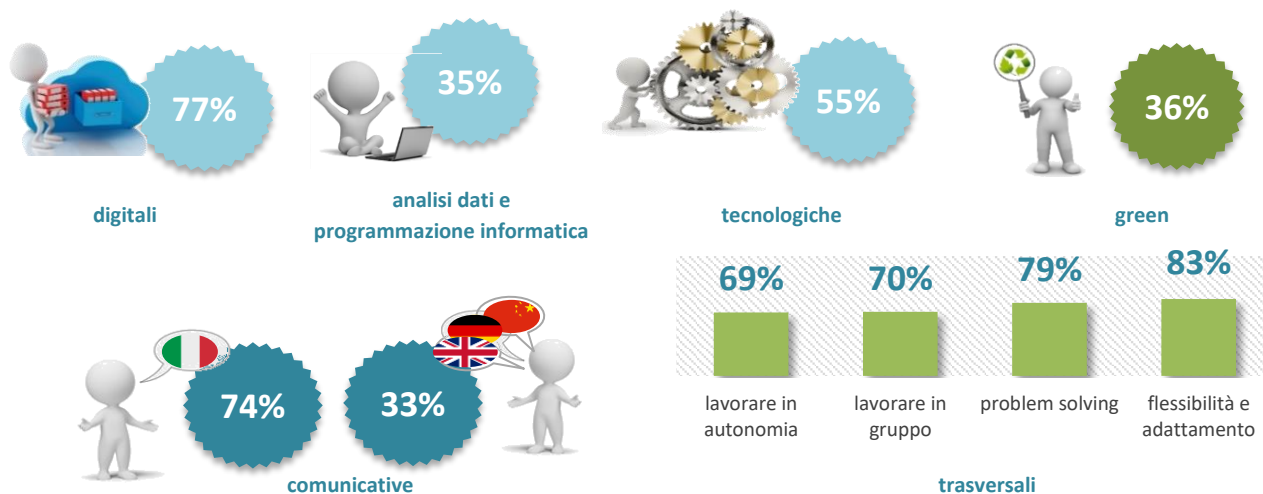 77%
35%
55%
36%
digitali
analisi dati e
programmazione informatica
tecnologiche
green
74%
33%
comunicative
69%
70%
79%
83%
lavorare in
autonomia
lavorare in
gruppo
problem solving
flessibilità e
adattamento
trasversali